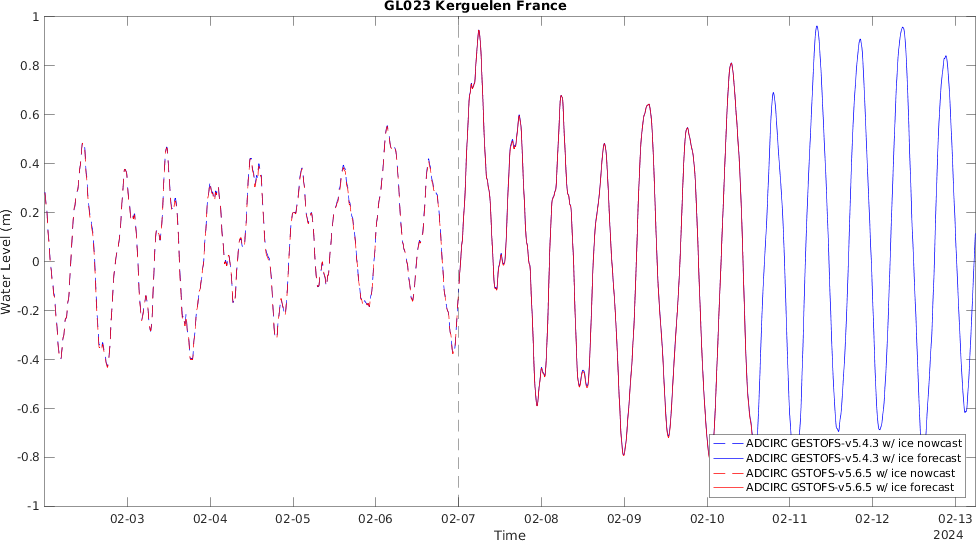 GL023 Kerguelen France
1
0.8
0.6
0.4
0.2
0
-0.2
-0.4
-0.6
-0.8
-1
Water Level (m)
ADCIRC GESTOFS-v5.4.3 w/ ice nowcast
ADCIRC GESTOFS-v5.4.3 w/ ice forecast
ADCIRC GSTOFS-v5.6.5 w/ ice nowcast
ADCIRC GSTOFS-v5.6.5 w/ ice forecast
02-03 02-04 02-05 02-06 02-07 02-08 02-09 02-10 02-11 02-12 02-13
Time
2024